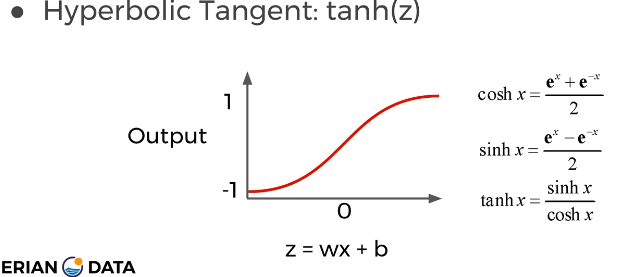 ● Hyperbolic Tangent: tanh(z)
1
Output
-1
0
z = wx + b
cosh x = (e^x + e^-x) / 2
sinh x = (e^x - e^-x) / 2
tanh x = sinh x / cosh x
ERIAN DATA